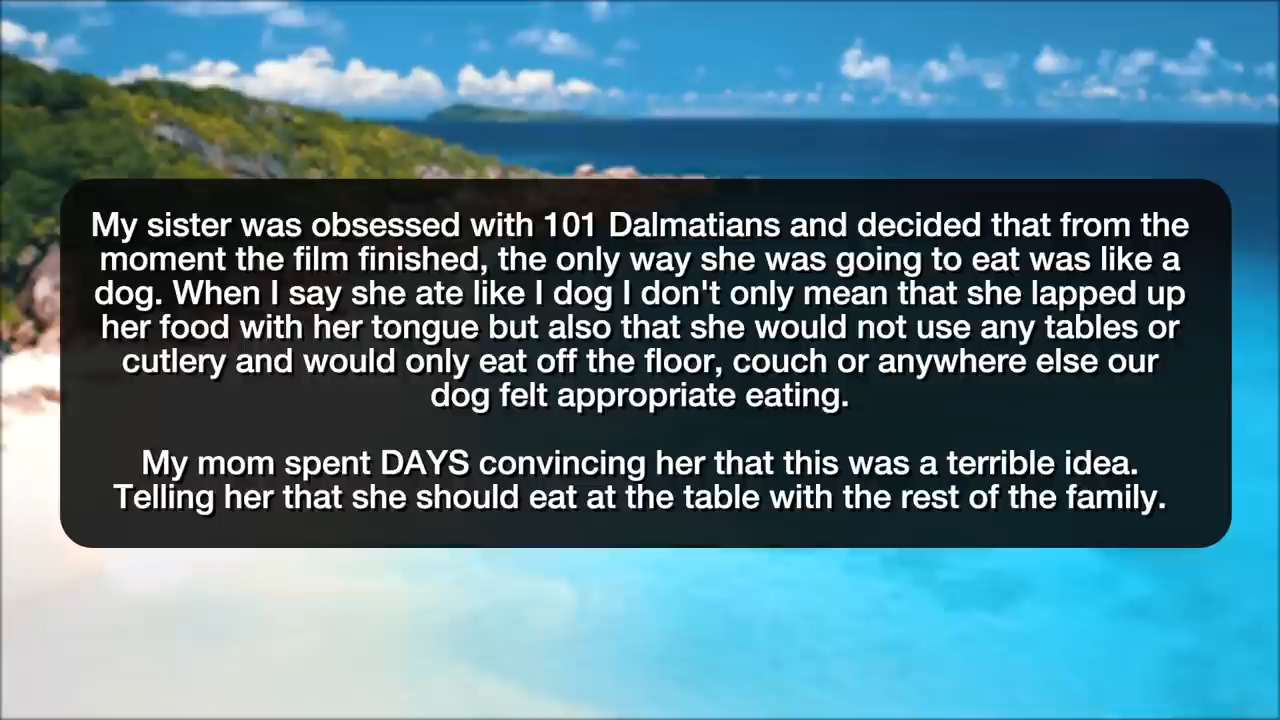 My sister was obsessed with 101 Dalmatians and decided that from the
moment the film finished, the only way she was going to eat was like a
dog. When I say she ate like I dog I don't only mean that she lapped up
her food with her tongue but also that she would not use any tables or
cutlery and would only eat off the floor, couch or anywhere else our
dog felt appropriate eating.
My mom spent DAYS convincing her that this was a terrible idea.
Telling her that she should eat at the table with the rest of the family.